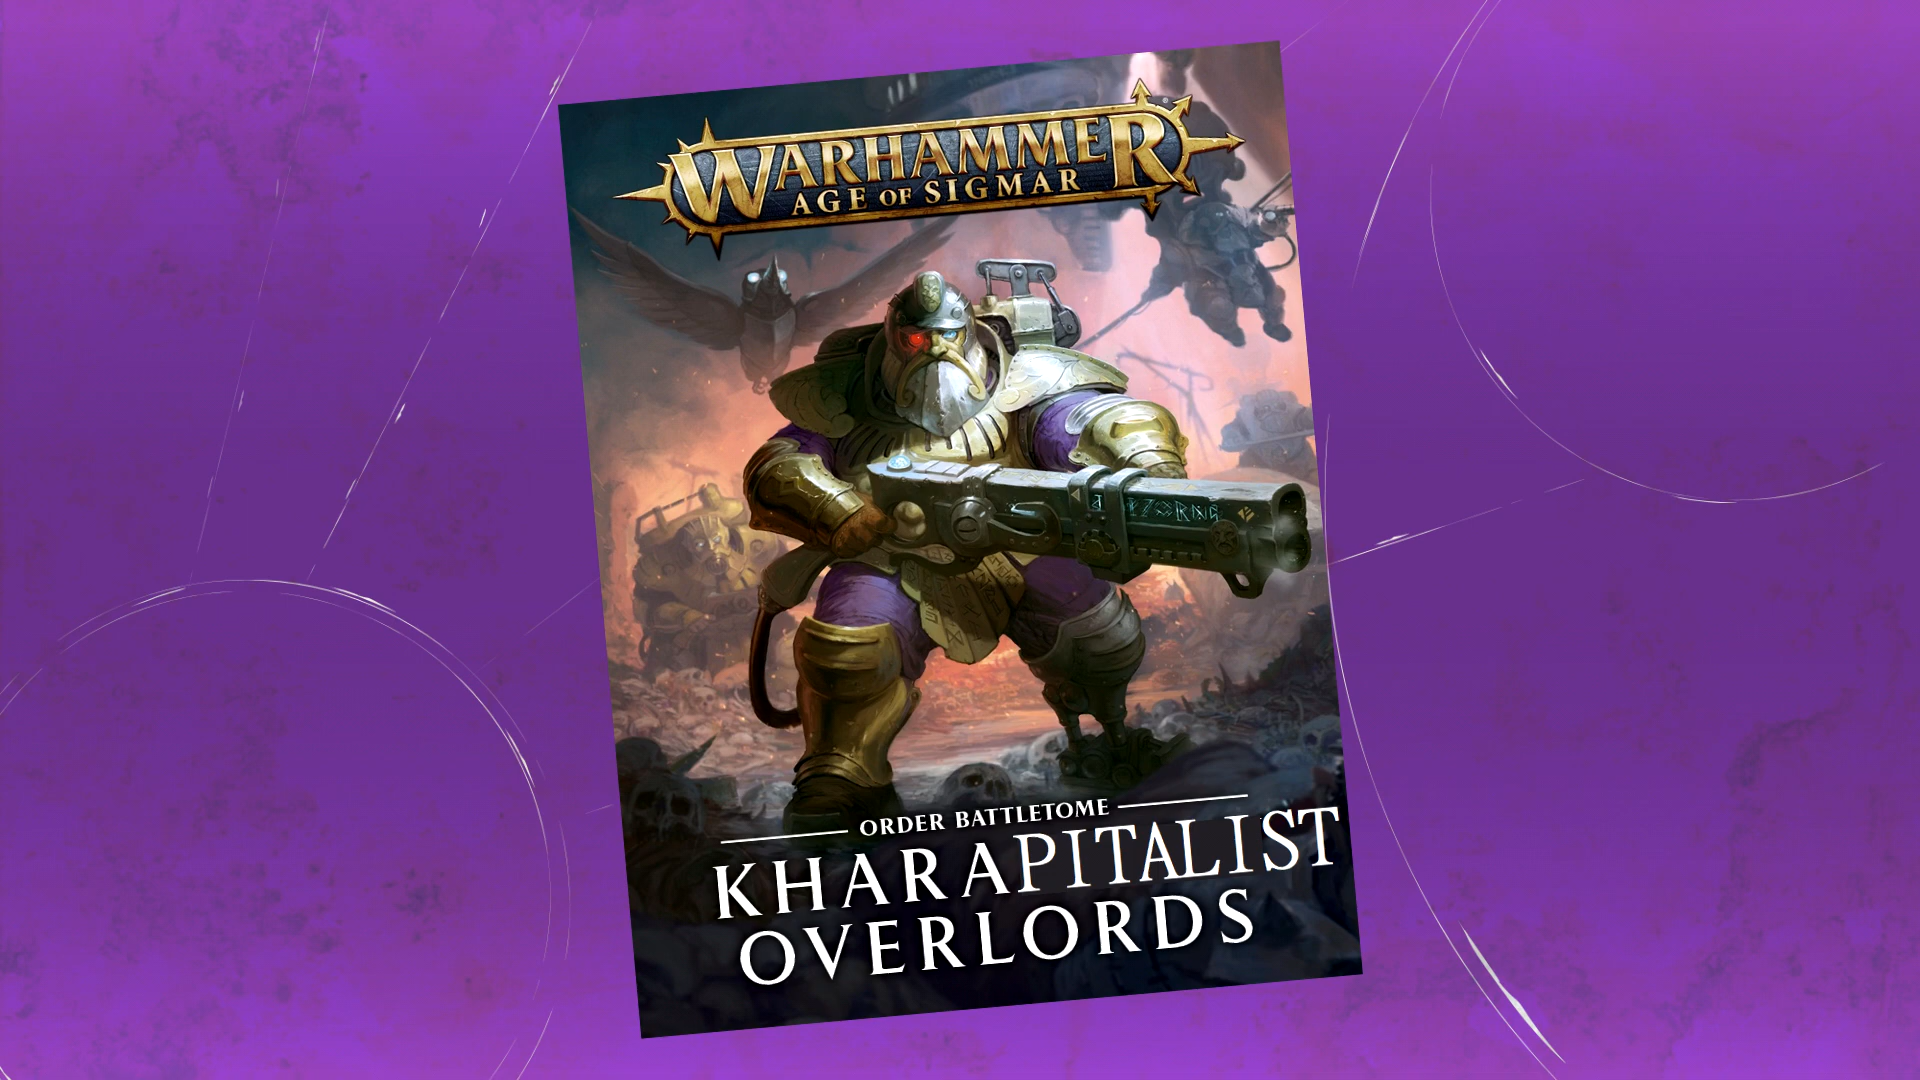 WARHAMMER
AGE OF SIGMAR
ORDER BATTLETOME
KHARAPITALIST
OVERLORDS